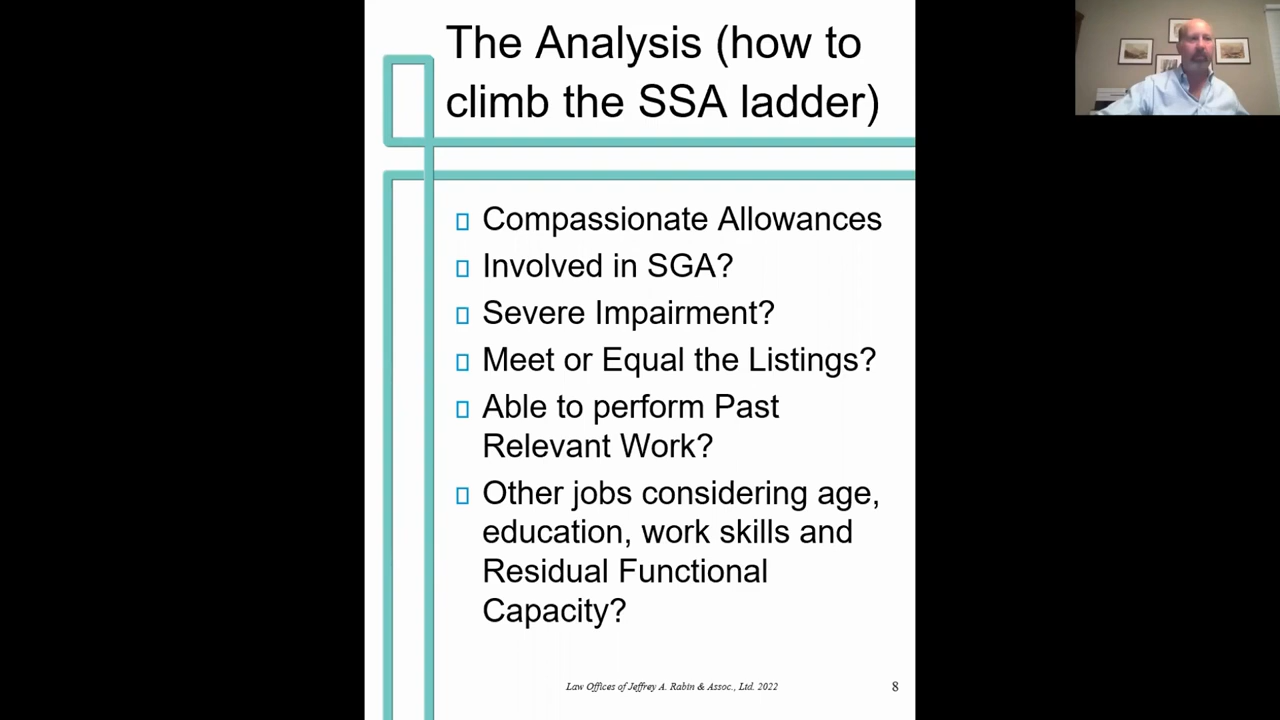 The Analysis (how to
climb the SSA ladder)
Compassionate Allowances
Involved in SGA?
Severe Impairment?
Meet or Equal the Listings?
Able to perform Past
Relevant Work?
Other jobs considering age,
education, work skills and
Residual Functional
Capacity?
Law Offices of Jeffrey A. Rabin & Assoc., Ltd. 2022
8